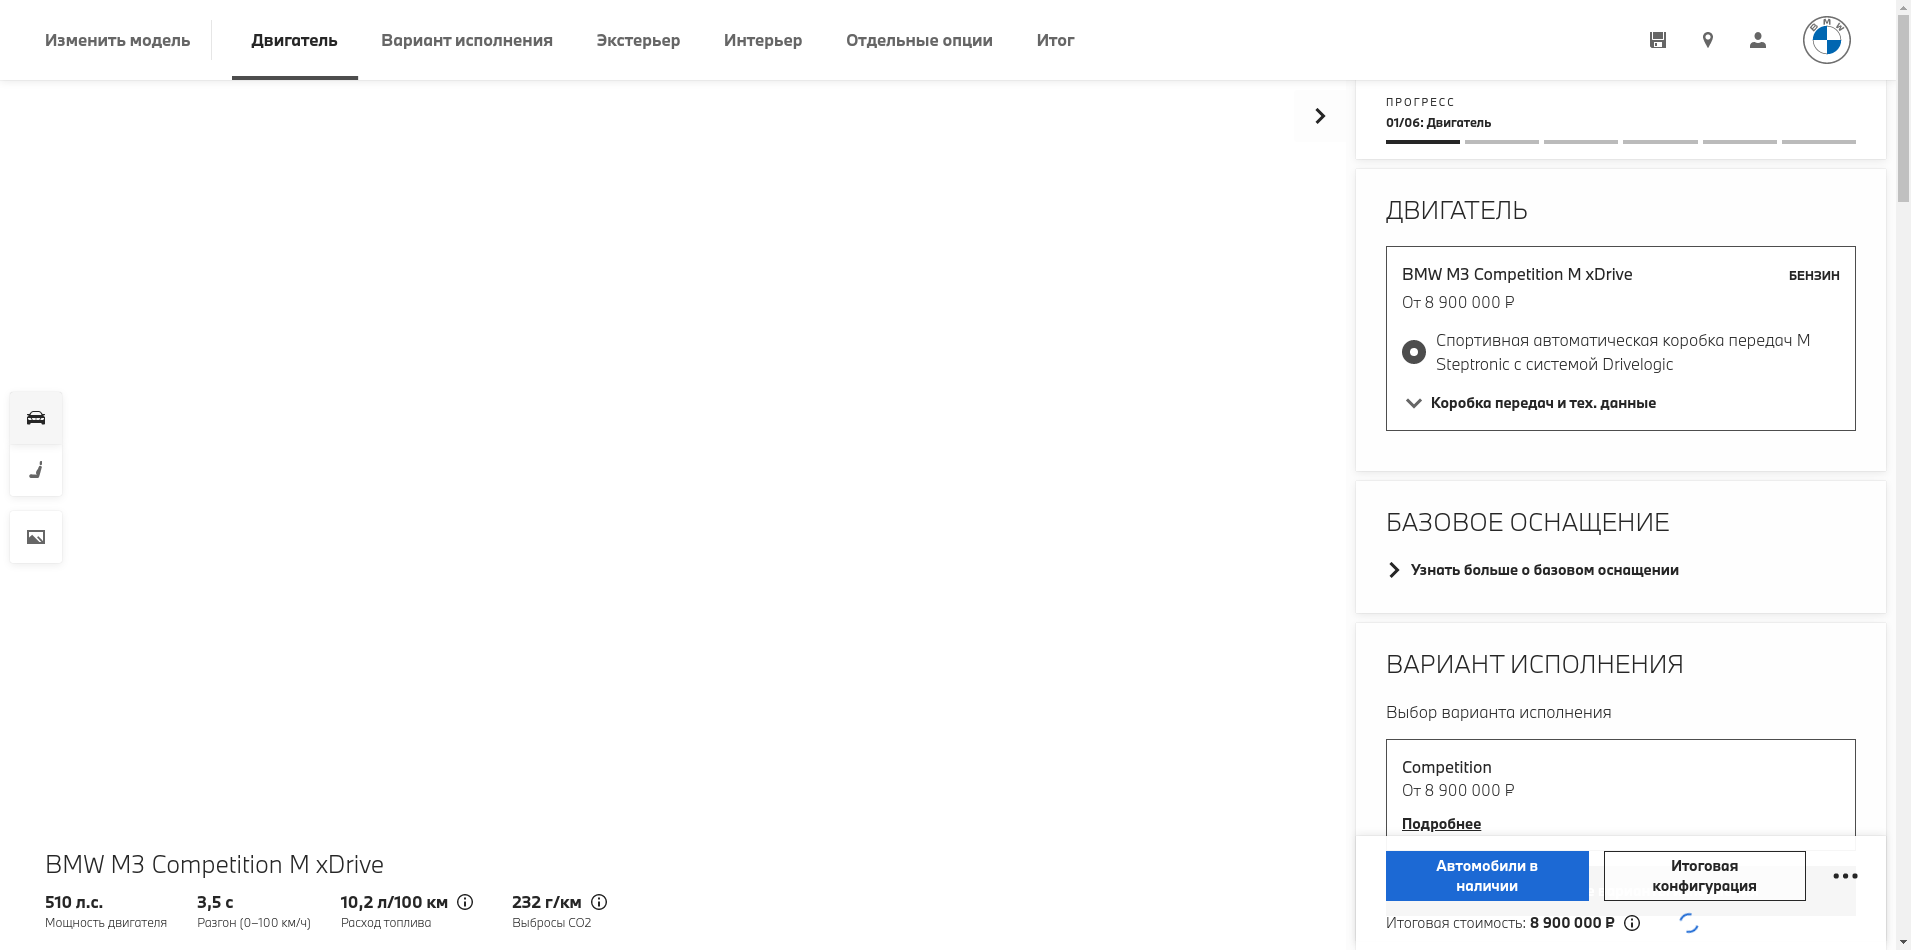 Изменить модель
Двигатель
Вариант исполнения
Экстерьер
Интерьер
Отдельные опции
Итог
BMW
ПРОГРЕСС
01/06: Двигатель
ДВИГАТЕЛЬ
BMW M3 Competition M xDrive
БЕНЗИН
От 8 900 000 ₽
Спортивная автоматическая коробка передач M
Steptronic с системой Drivelogic
Коробка передач и тех. данные
БАЗОВОЕ ОСНАЩЕНИЕ
Узнать больше о базовом оснащении
ВАРИАНТ ИСПОЛНЕНИЯ
Выбор варианта исполнения
Competition
От 8 900 000 ₽
Подробнее
Автомобили в
наличии
Итоговая
конфигурация
Итоговая стоимость: 8 900 000 ₽
BMW M3 Competition M xDrive
510 л.с.
Мощность двигателя
3,5 с
Разгон (0–100 км/ч)
10,2 л/100 км
Расход топлива
232 г/км
Выбросы CO2